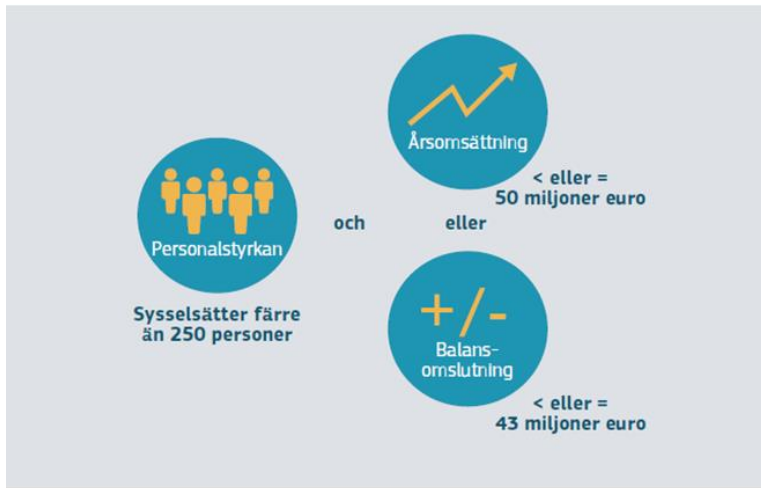 Personalstyrkan
Sysselsätter färre
än 250 personer
och
Årsomsättning
< eller =
50 miljoner euro
eller
+/-
Balans-
omslutning
< eller =
43 miljoner euro